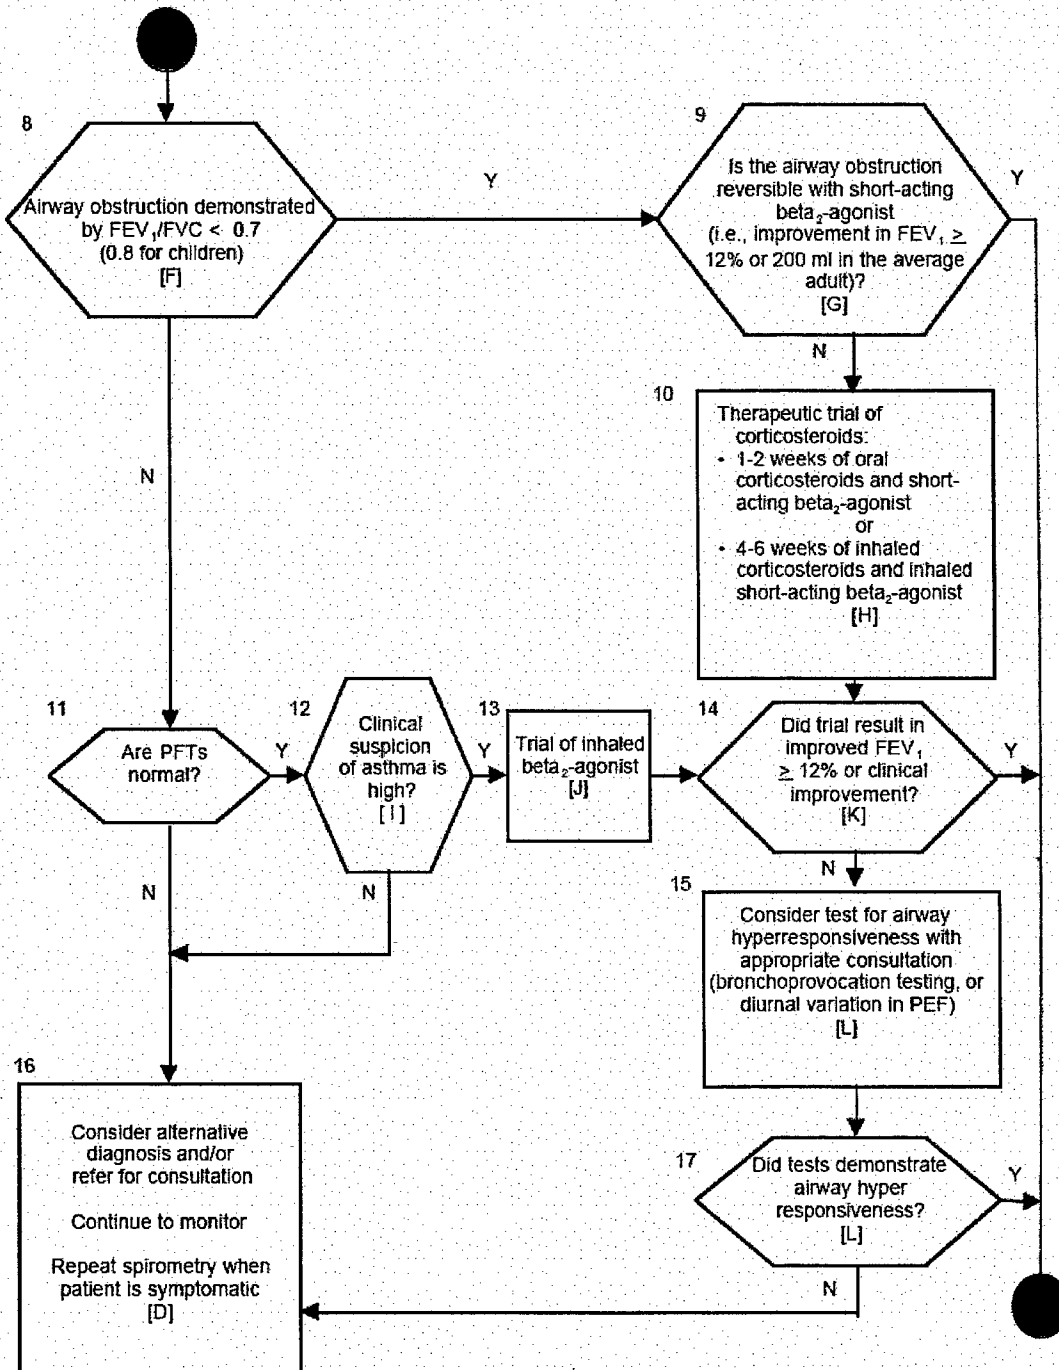 8
Airway obstruction demonstrated
by FEV₁/FVC < 0.7
(0.8 for children)
[F]
Y
9
Is the airway obstruction
reversible with short-acting
beta₂-agonist
(i.e., improvement in FEV₁ ≥
12% or 200 ml in the average
adult)?
[G]
Y
N
N
10
Therapeutic trial of
corticosteroids:
• 1-2 weeks of oral
corticosteroids and short-
acting beta₂-agonist
or
• 4-6 weeks of inhaled
corticosteroids and inhaled
short-acting beta₂-agonist
[H]
11
Are PFTs
normal?
Y
12
Clinical
suspicion
of asthma is
high?
[I]
Y
13
Trial of inhaled
beta₂-agonist
[J]
14
Did trial result in
improved FEV₁
≥ 12% or clinical
improvement?
[K]
Y
N
N
N
15
Consider test for airway
hyperresponsiveness with
appropriate consultation
(bronchoprovocation testing, or
diurnal variation in PEF)
[L]
16
Consider alternative
diagnosis and/or
refer for consultation
Continue to monitor
Repeat spirometry when
patient is symptomatic
[D]
17
Did tests demonstrate
airway hyper
responsiveness?
[L]
Y
N